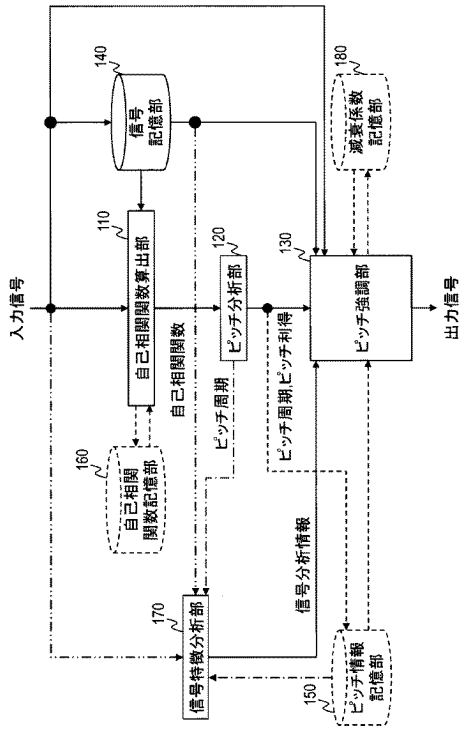 入力信号
140
信号
記憶部
110
自己相関関数算出部
160
自己相関
関数記憶部
自己相関関数
120
ピッチ分析部
ピッチ周期
170
信号特徴分析部
ピッチ周期,ピッチ利得
130
ピッチ強調部
180
減衰係数
記憶部
信号分析情報
150
ピッチ情報
記憶部
出力信号